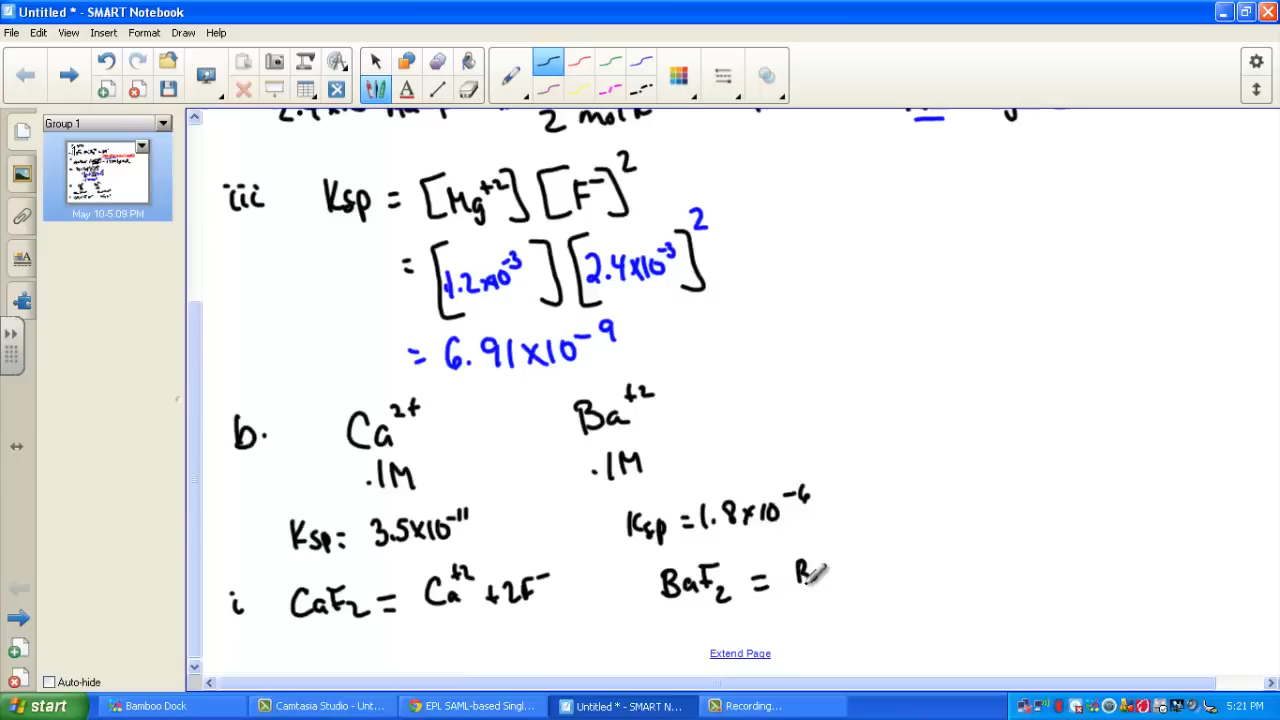 Untitled * - SMART Notebook
File Edit View Insert Format Draw Help
Group 1
May 10-5:09 PM
2 mol
iii Ksp = [Mg+2] [F-]2
= [1.2x10-3] [2.4x10-3]2
= 6.91x10-9
b. Ca2+ Ba+2
.1M .1M
Ksp= 3.5x10-11 Ksp = 1.8x10-6
i CaF2 = Ca+2 +2F- BaF2 = B
Extend Page
Auto-hide
start Bamboo Dock Camtasia Studio - Unt... EPL SAML-based Singl... Untitled * - SMART N... Recording... 5:21 PM